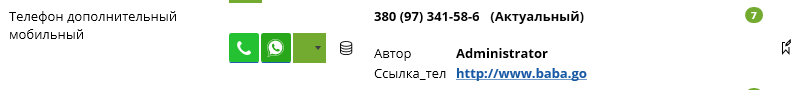 Телефон дополнительный 380 (97) 341-58-6 (Актуальный) 7
мобильный
Автор Administrator
Ссылка_тел http://www.baba.go